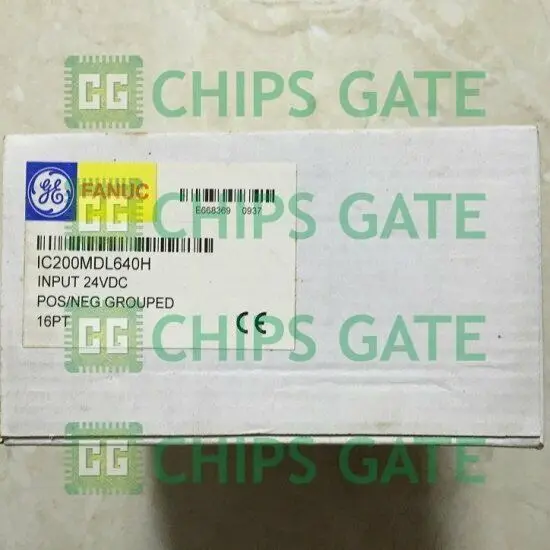 CG CHIPS GATE
GE FANUC
E668369 0937
IC200MDL640H
INPUT 24VDC
POS/NEG GROUPED
16PT
CE
CG CHIPS GATE
CG CHIPS GATE
CG CHIPS GATE